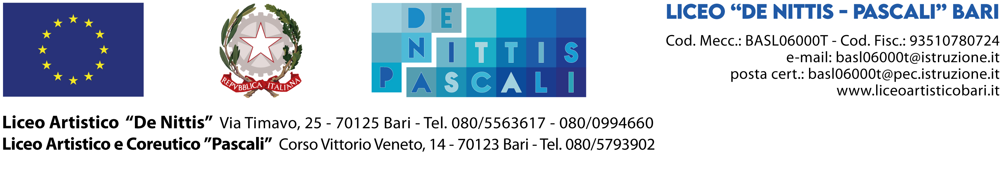 REPVBBLICA ITALIANA
DE
NITTIS
PASCALI
LICEO “DE NITTIS - PASCALI” BARI
Cod. Mecc.: BASL06000T - Cod. Fisc.: 93510780724
e-mail: basl06000t@istruzione.it
posta cert.: basl06000t@pec.istruzione.it
www.liceoartisticobari.it
Liceo Artistico “De Nittis” Via Timavo, 25 - 70125 Bari - Tel. 080/5563617 - 080/0994660
Liceo Artistico e Coreutico ”Pascali” Corso Vittorio Veneto, 14 - 70123 Bari - Tel. 080/5793902